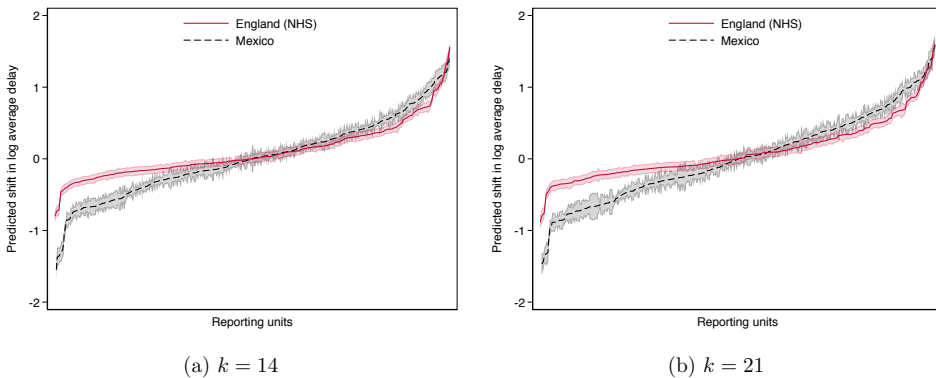 2
1
0
-1
-2
Predicted shift in log average delay
England (NHS)
Mexico
Reporting units
(a) k = 14
2
1
0
-1
-2
Predicted shift in log average delay
England (NHS)
Mexico
Reporting units
(b) k = 21